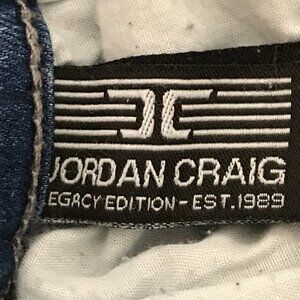 JORDAN CRAIG
EGACY EDITION - EST. 1989